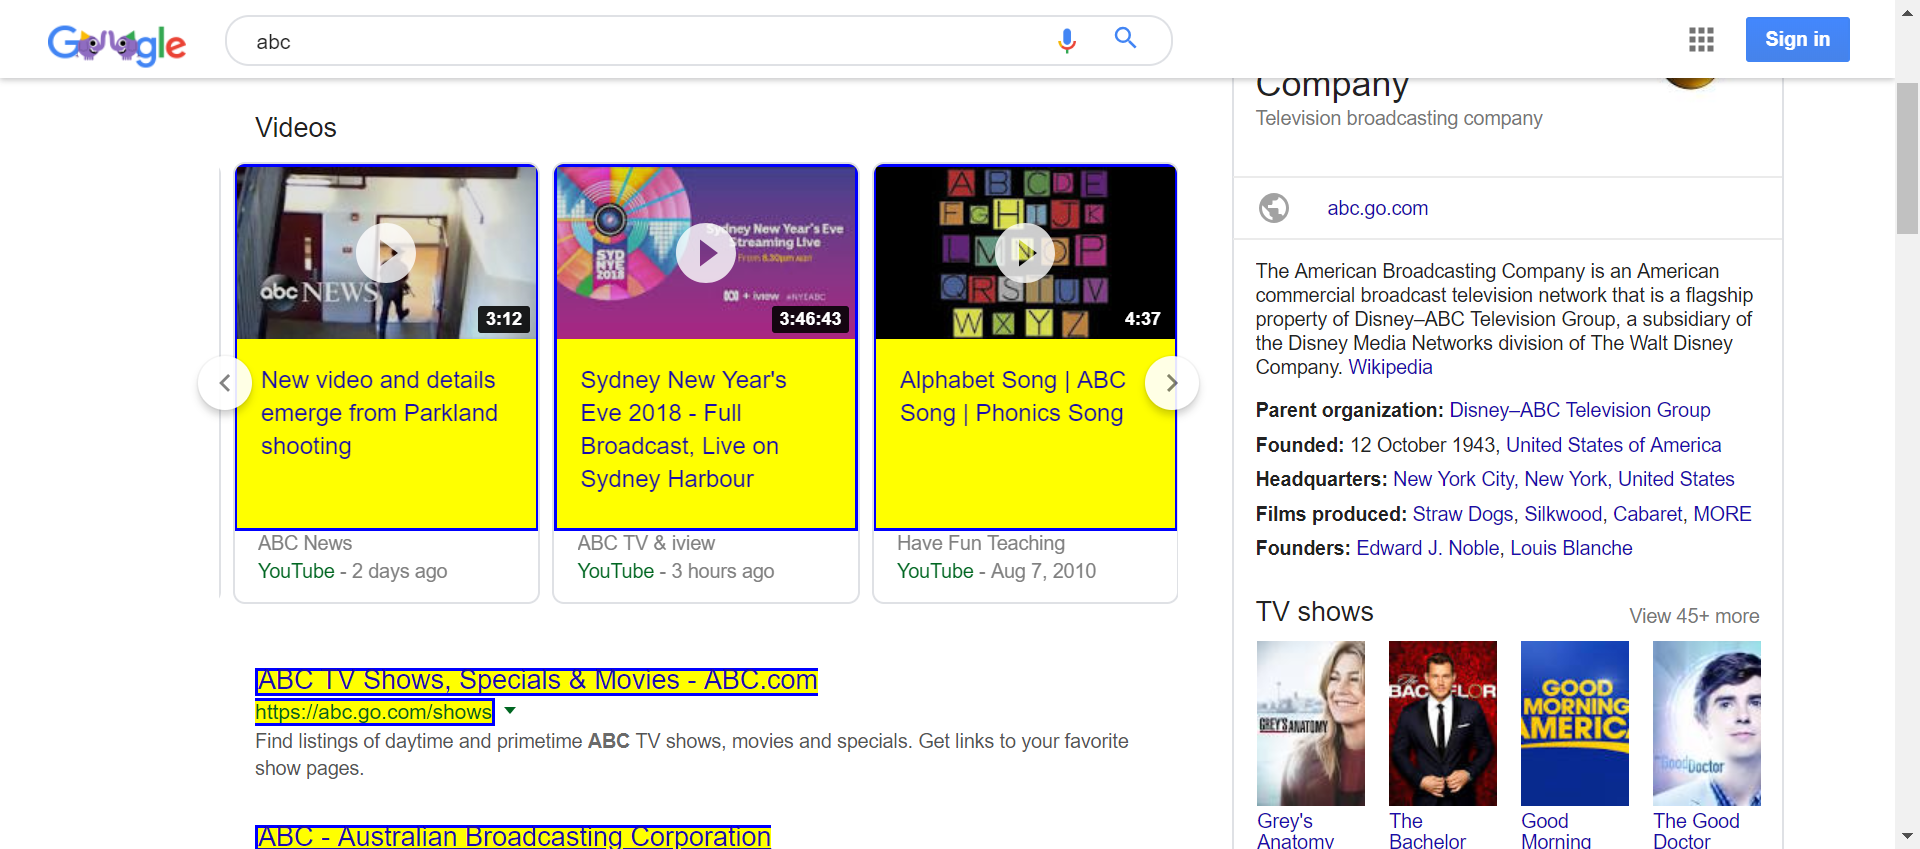 Google
abc
Sign in
Company
Television broadcasting company
Videos
abc NEWS
3:12
SYD
NYE
2018
Sydney New Year's Eve
Streaming Live
From 8.30pm AEDT
+ iview #NYEABC
3:46:43
A B C D E
F G H I J K
L M N O P
Q R S T U V
W X Y Z
4:37
New video and details
emerge from Parkland
shooting
ABC News
YouTube - 2 days ago
Sydney New Year's
Eve 2018 - Full
Broadcast, Live on
Sydney Harbour
ABC TV & iview
YouTube - 3 hours ago
Alphabet Song | ABC
Song | Phonics Song
Have Fun Teaching
YouTube - Aug 7, 2010
ABC TV Shows, Specials & Movies - ABC.com
https://abc.go.com/shows
Find listings of daytime and primetime ABC TV shows, movies and specials. Get links to your favorite
show pages.
ABC - Australian Broadcasting Corporation
abc.go.com
The American Broadcasting Company is an American
commercial broadcast television network that is a flagship
property of Disney–ABC Television Group, a subsidiary of
the Disney Media Networks division of The Walt Disney
Company. Wikipedia
Parent organization: Disney–ABC Television Group
Founded: 12 October 1943, United States of America
Headquarters: New York City, New York, United States
Films produced: Straw Dogs, Silkwood, Cabaret, MORE
Founders: Edward J. Noble, Louis Blanche
TV shows
View 45+ more
GREY'S ANATOMY
The
BACHELOR
GOOD
MORNING
AMERICA
the Good Doctor
Grey's
Anatomy
The
Bachelor
Good
Morning
The Good
Doctor